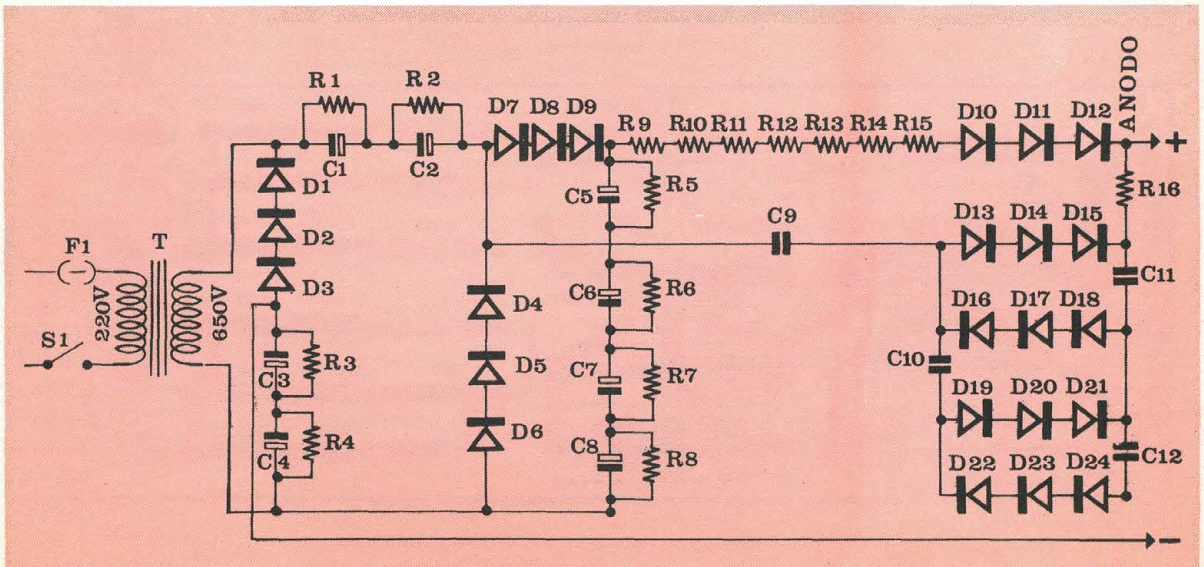 R1
R2
C1
C2
D7 D8 D9
R9 R10 R11 R12 R13 R14 R15
D10 D11 D12
ANODO
+
R16
D1
D2
D3
C5
R5
C9
D13 D14 D15
C11
F1
T
220V
650V
S1
D4
D5
D6
C6
R6
C7
R7
C8
R8
D16 D17 D18
C10
D19 D20 D21
C12
D22 D23 D24
C3
R3
C4
R4
-